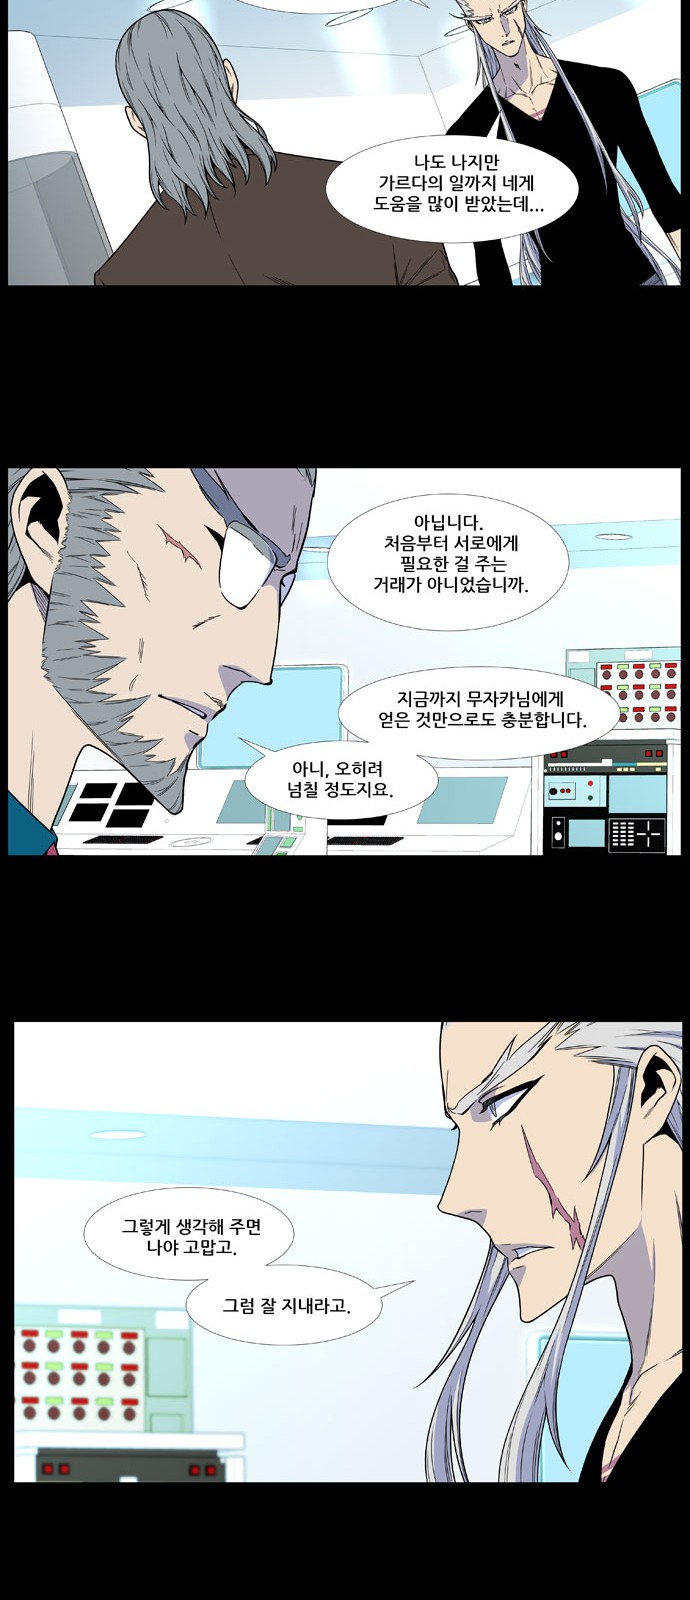 나도 나지만
가르다의 일까지 네게
도움을 많이 받았는데...
아닙니다.
처음부터 서로에게
필요한 걸 주는
거래가 아니었습니까.
지금까지 무자카님에게
얻은 것만으로도 충분합니다.
아니, 오히려
넘칠 정도지요.
그렇게 생각해 주면
나야 고맙고.
그럼 잘 지내라고.